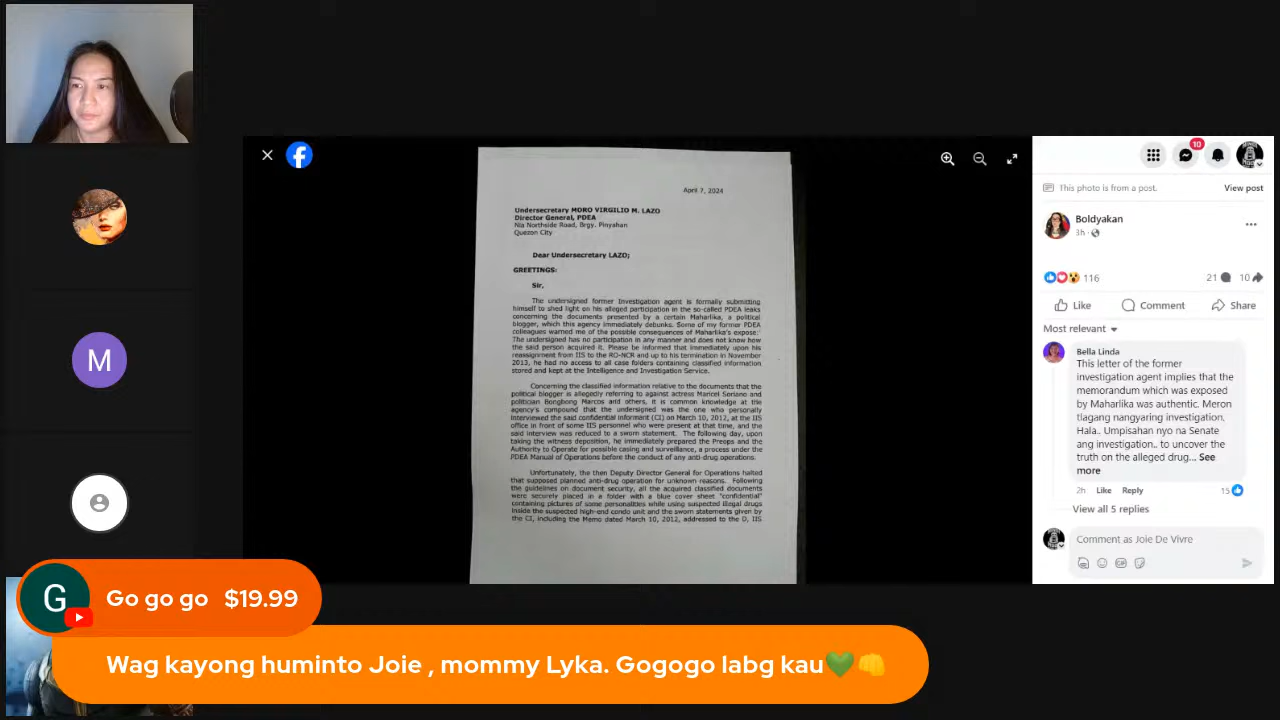 April 7, 2024
Undersecretary MORO VIRGILIO M. LAZO
Director General, PDEA
Nia Northside Road, Brgy. Pinyahan
Quezon City
Dear Undersecretary LAZO;
GREETINGS:
Sir,
The undersigned former Investigation agent is formally submitting
himself to shed light on his alleged participation in the so-called PDEA leaks
concerning the documents presented by a certain Maharlika, a political
blogger, which this agency immediately debunks. Some of my former PDEA
colleagues warned me of the possible consequences of Maharlika's expose.
The undersigned has no participation in any manner and does not know how
the said person acquired it. Please be informed that immediately upon his
reassignment from IIS to the RO-NCR and up to his termination in November
2013, he had no access to all case folders containing classified information
stored and kept at the Intelligence and Investigation Service.
Concerning the classified information relative to the documents that the
political blogger is allegedly referring to against actress Maricel Soriano and
politician Bongbong Marcos and others, it is common knowledge at the
agency's compound that the undersigned was the one who personally
interviewed the said confidential informant (CI) on March 10, 2012, at the IIS
office in front of some IIS personnel who were present at that time, and
the said interview was reduced to a sworn statement. The following day, upon
taking the witness deposition, he immediately prepared the Preops and the
Authority to Operate for possible casing and surveillance, a process under the
PDEA Manual of Operations before the conduct of any anti-drug operations.
Unfortunately, the then Deputy Director General for Operations halted
that supposed planned anti-drug operation for unknown reasons. Following
the guidelines on document security, all the acquired classified documents
were securely placed in a folder with a blue cover sheet "confidential"
containing pictures of some personalities while using suspected illegal drugs
inside the suspected high-end condo unit and the sworn statements given by
the CI, including the Memo dated March 10, 2012, addressed to the D, IIS
10
This photo is from a post.
View post
Boldyakan
3h
116
21
10
Like
Comment
Share
Most relevant
Bella Linda
This letter of the former
investigation agent implies that the
memorandum which was exposed
by Maharlika was authentic. Meron
tlagang nangyaring investigation.
Hala.. Umpisahan nyo na Senate
ang investigation.. to uncover the
truth on the alleged drug... See
more
2h Like Reply 15
View all 5 replies
Comment as Joie De Vivre
GIF
M
G
Go go go $19.99
Wag kayong huminto Joie , mommy Lyka. Gogogo labg kau💚👊